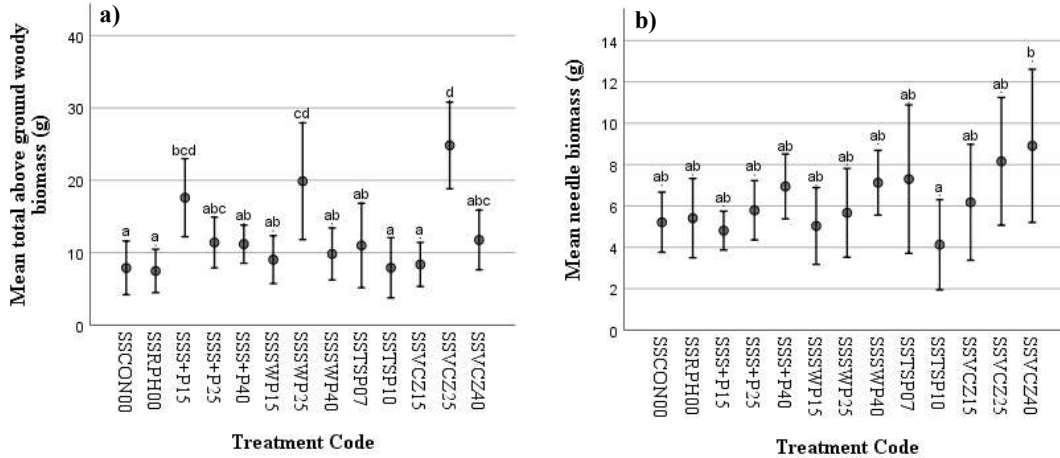 a)
Mean total above ground woody
biomass (g)
40
30
20
10
0
a
a
bcd
abc
ab
ab
cd
ab
ab
a
a
d
abc
SSCON00
SSRPH00
SSS+P15
SSS+P25
SSS+P40
SSSWP15
SSSWP25
SSSWP40
SSTSP07
SSTSP10
SSVCZ15
SSVCZ25
SSVCZ40
Treatment Code
b)
Mean needle biomass (g)
14
12
10
8
6
4
2
0
ab
ab
ab
ab
ab
ab
ab
ab
ab
a
ab
ab
b
SSCON00
SSRPH00
SSS+P15
SSS+P25
SSS+P40
SSSWP15
SSSWP25
SSSWP40
SSTSP07
SSTSP10
SSVCZ15
SSVCZ25
SSVCZ40
Treatment Code